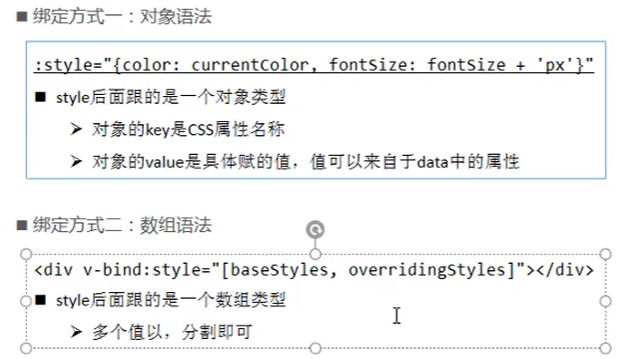 ■ 绑定方式一：对象语法
:style="{color: currentColor, fontSize: fontSize + 'px'}"
■ style后面跟的是一个对象类型
➢ 对象的key是CSS属性名称
➢ 对象的value是具体赋的值，值可以来自于data中的属性
■ 绑定方式二：数组语法
<div v-bind:style="[baseStyles, overridingStyles]"></div>
■ style后面跟的是一个数组类型
➢ 多个值以，分割即可